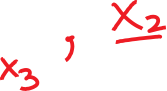 x₃ , x₂